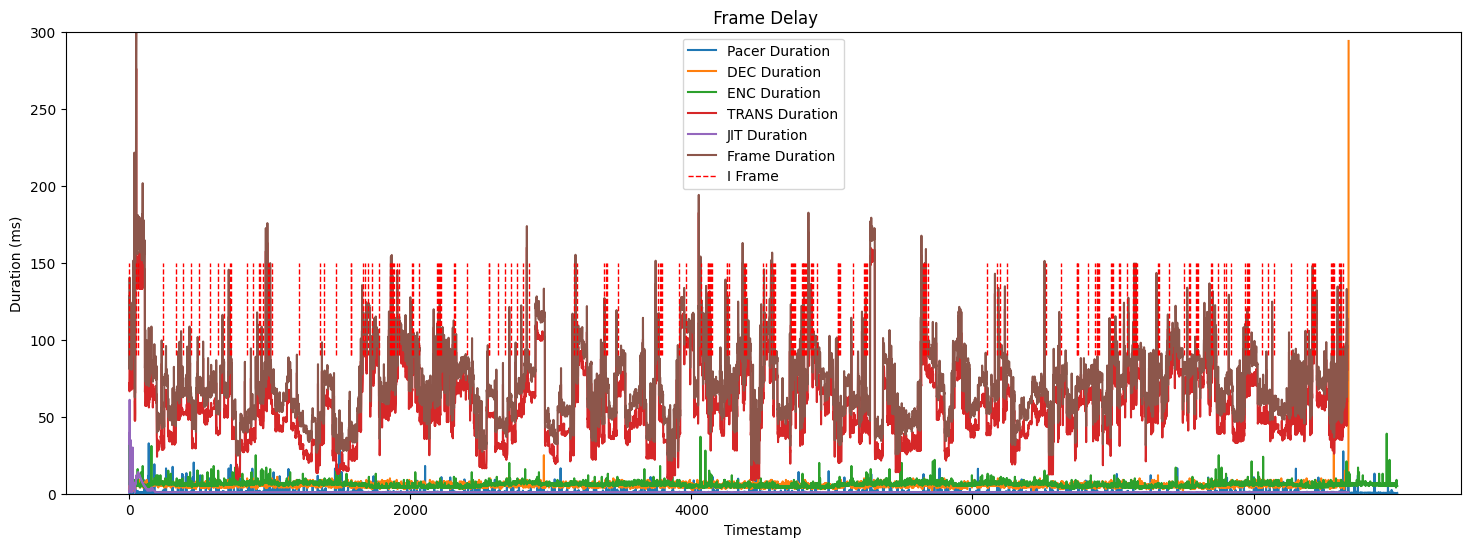 Frame Delay
300
250
200
150
100
50
0
Duration (ms)
Pacer Duration
DEC Duration
ENC Duration
TRANS Duration
JIT Duration
Frame Duration
I Frame
0
2000
4000
6000
8000
Timestamp